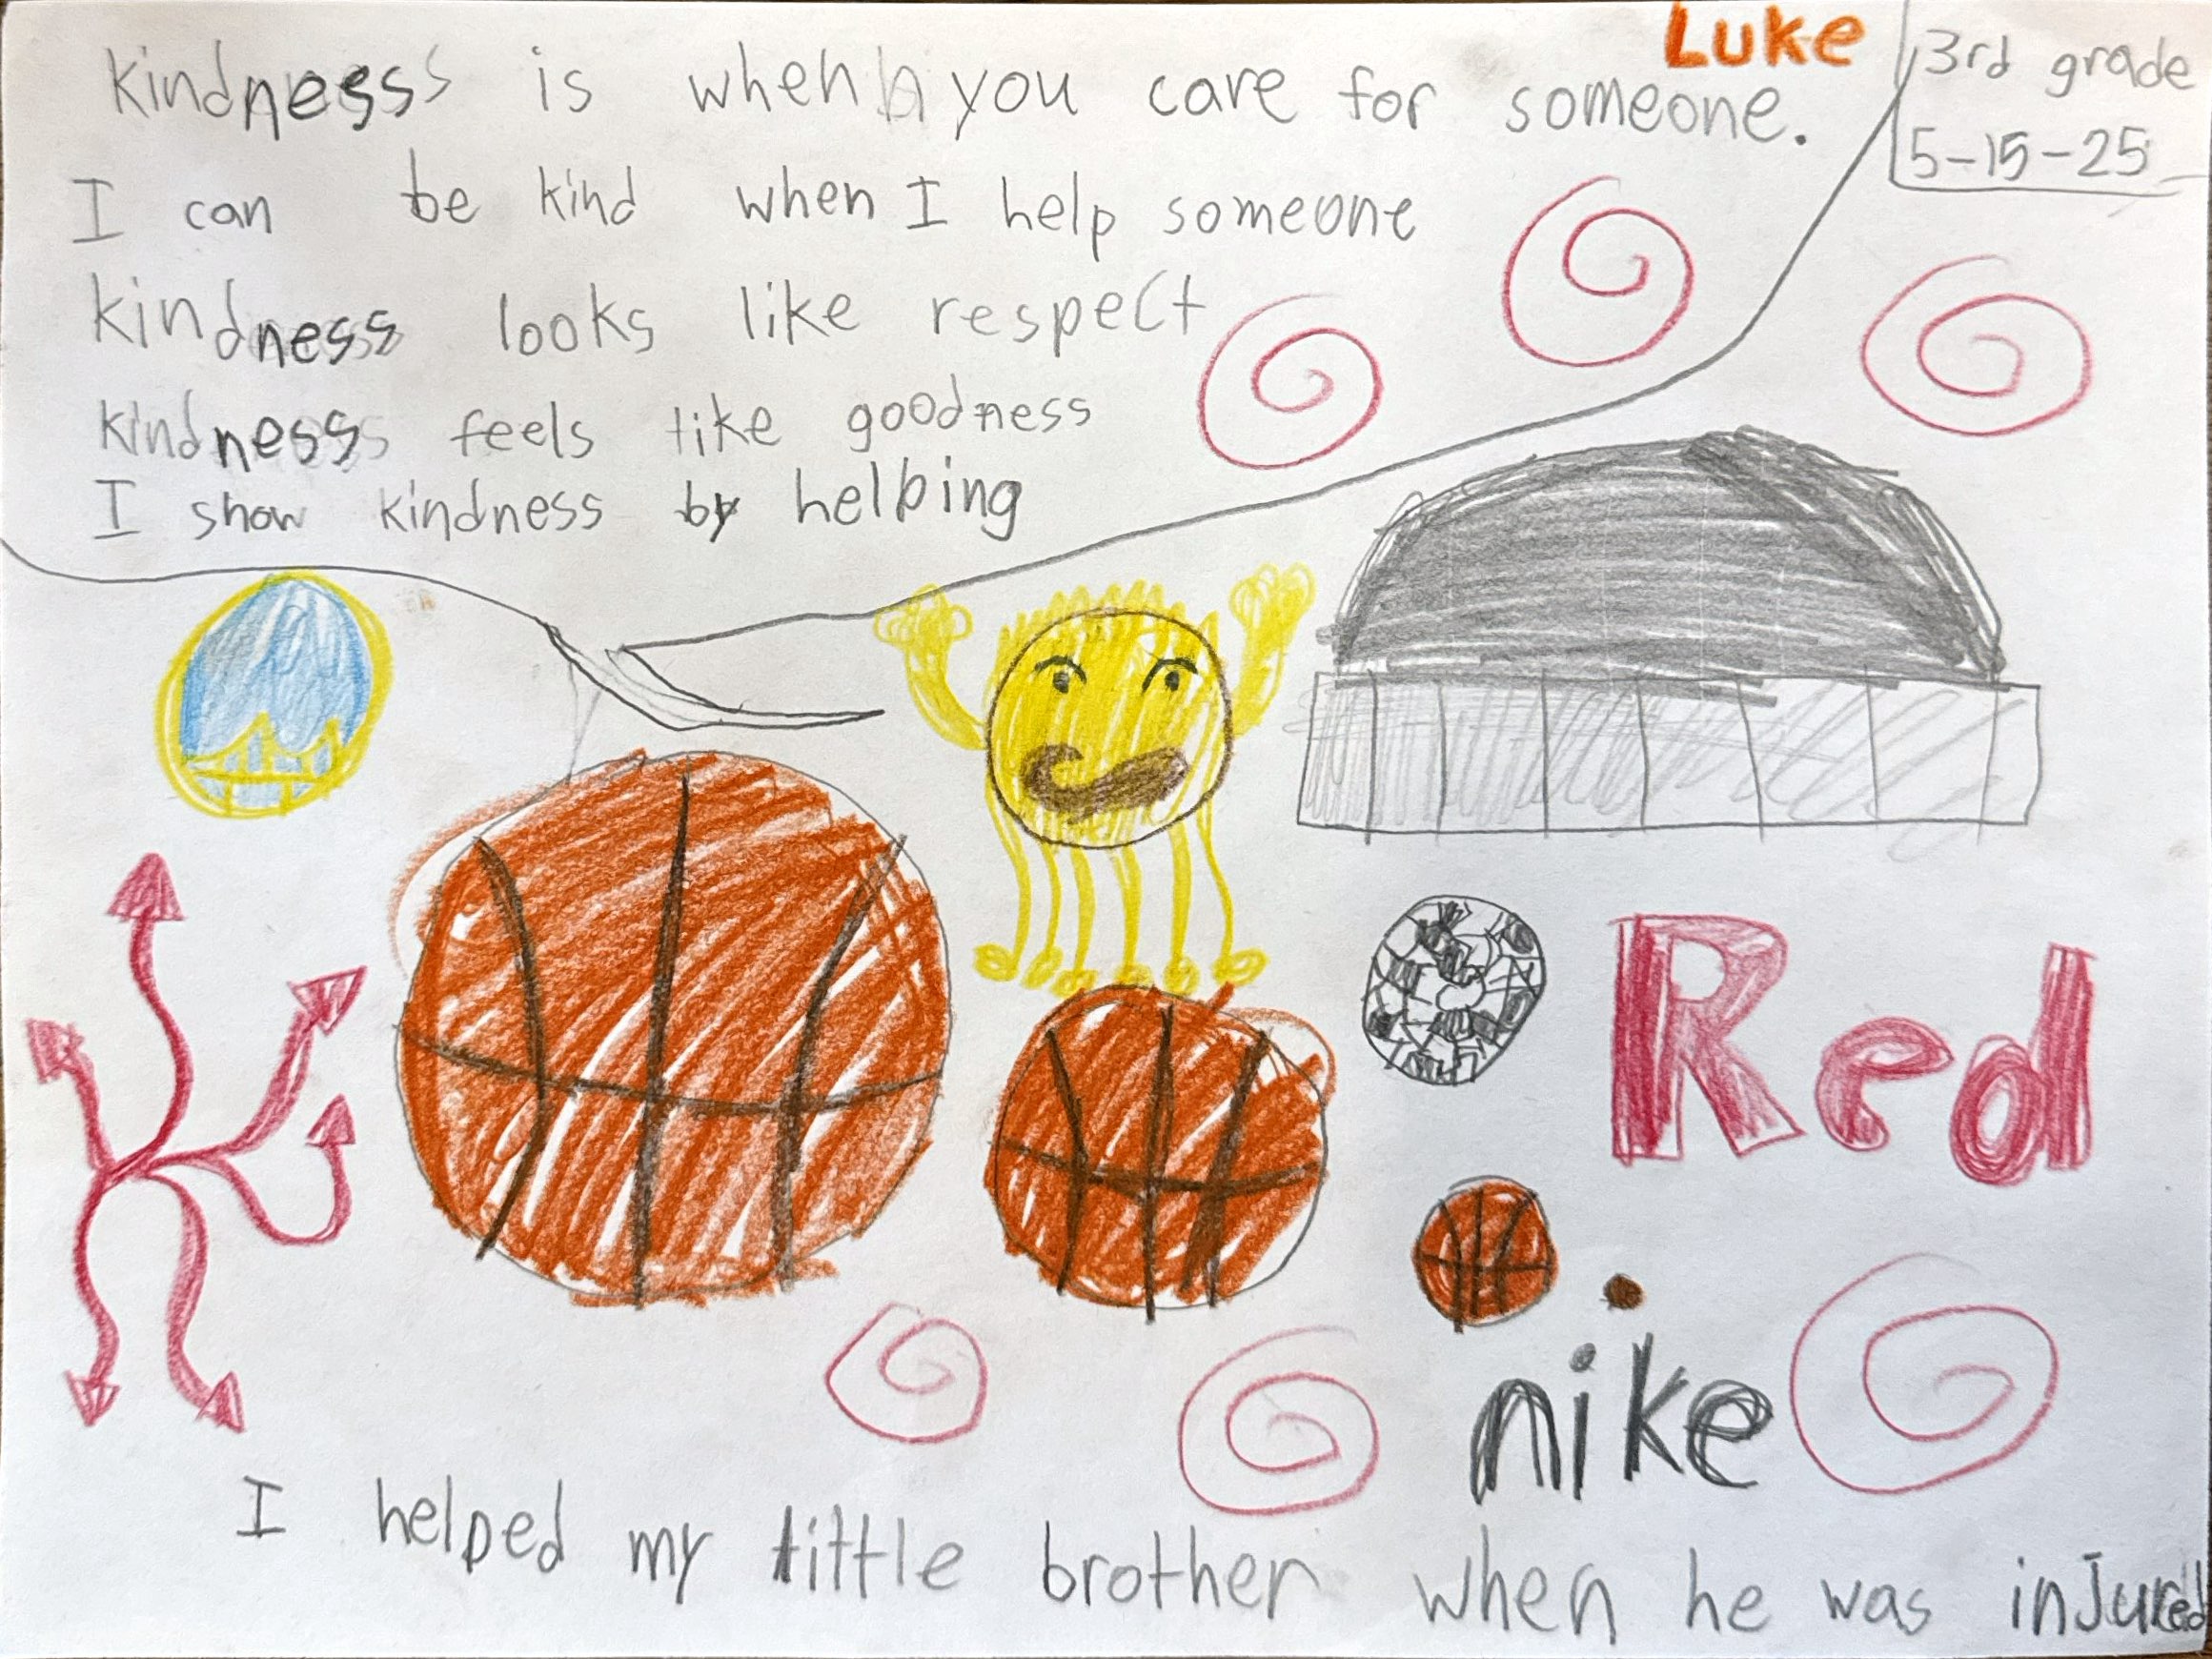 Luke
3rd grade
5-15-25
kindness is when you care for someone.
I can be kind when I help someone
kindness looks like respect
kindness feels like goodness
I show kindness by helbing
Red
nike
I helped my little brother when he was injured